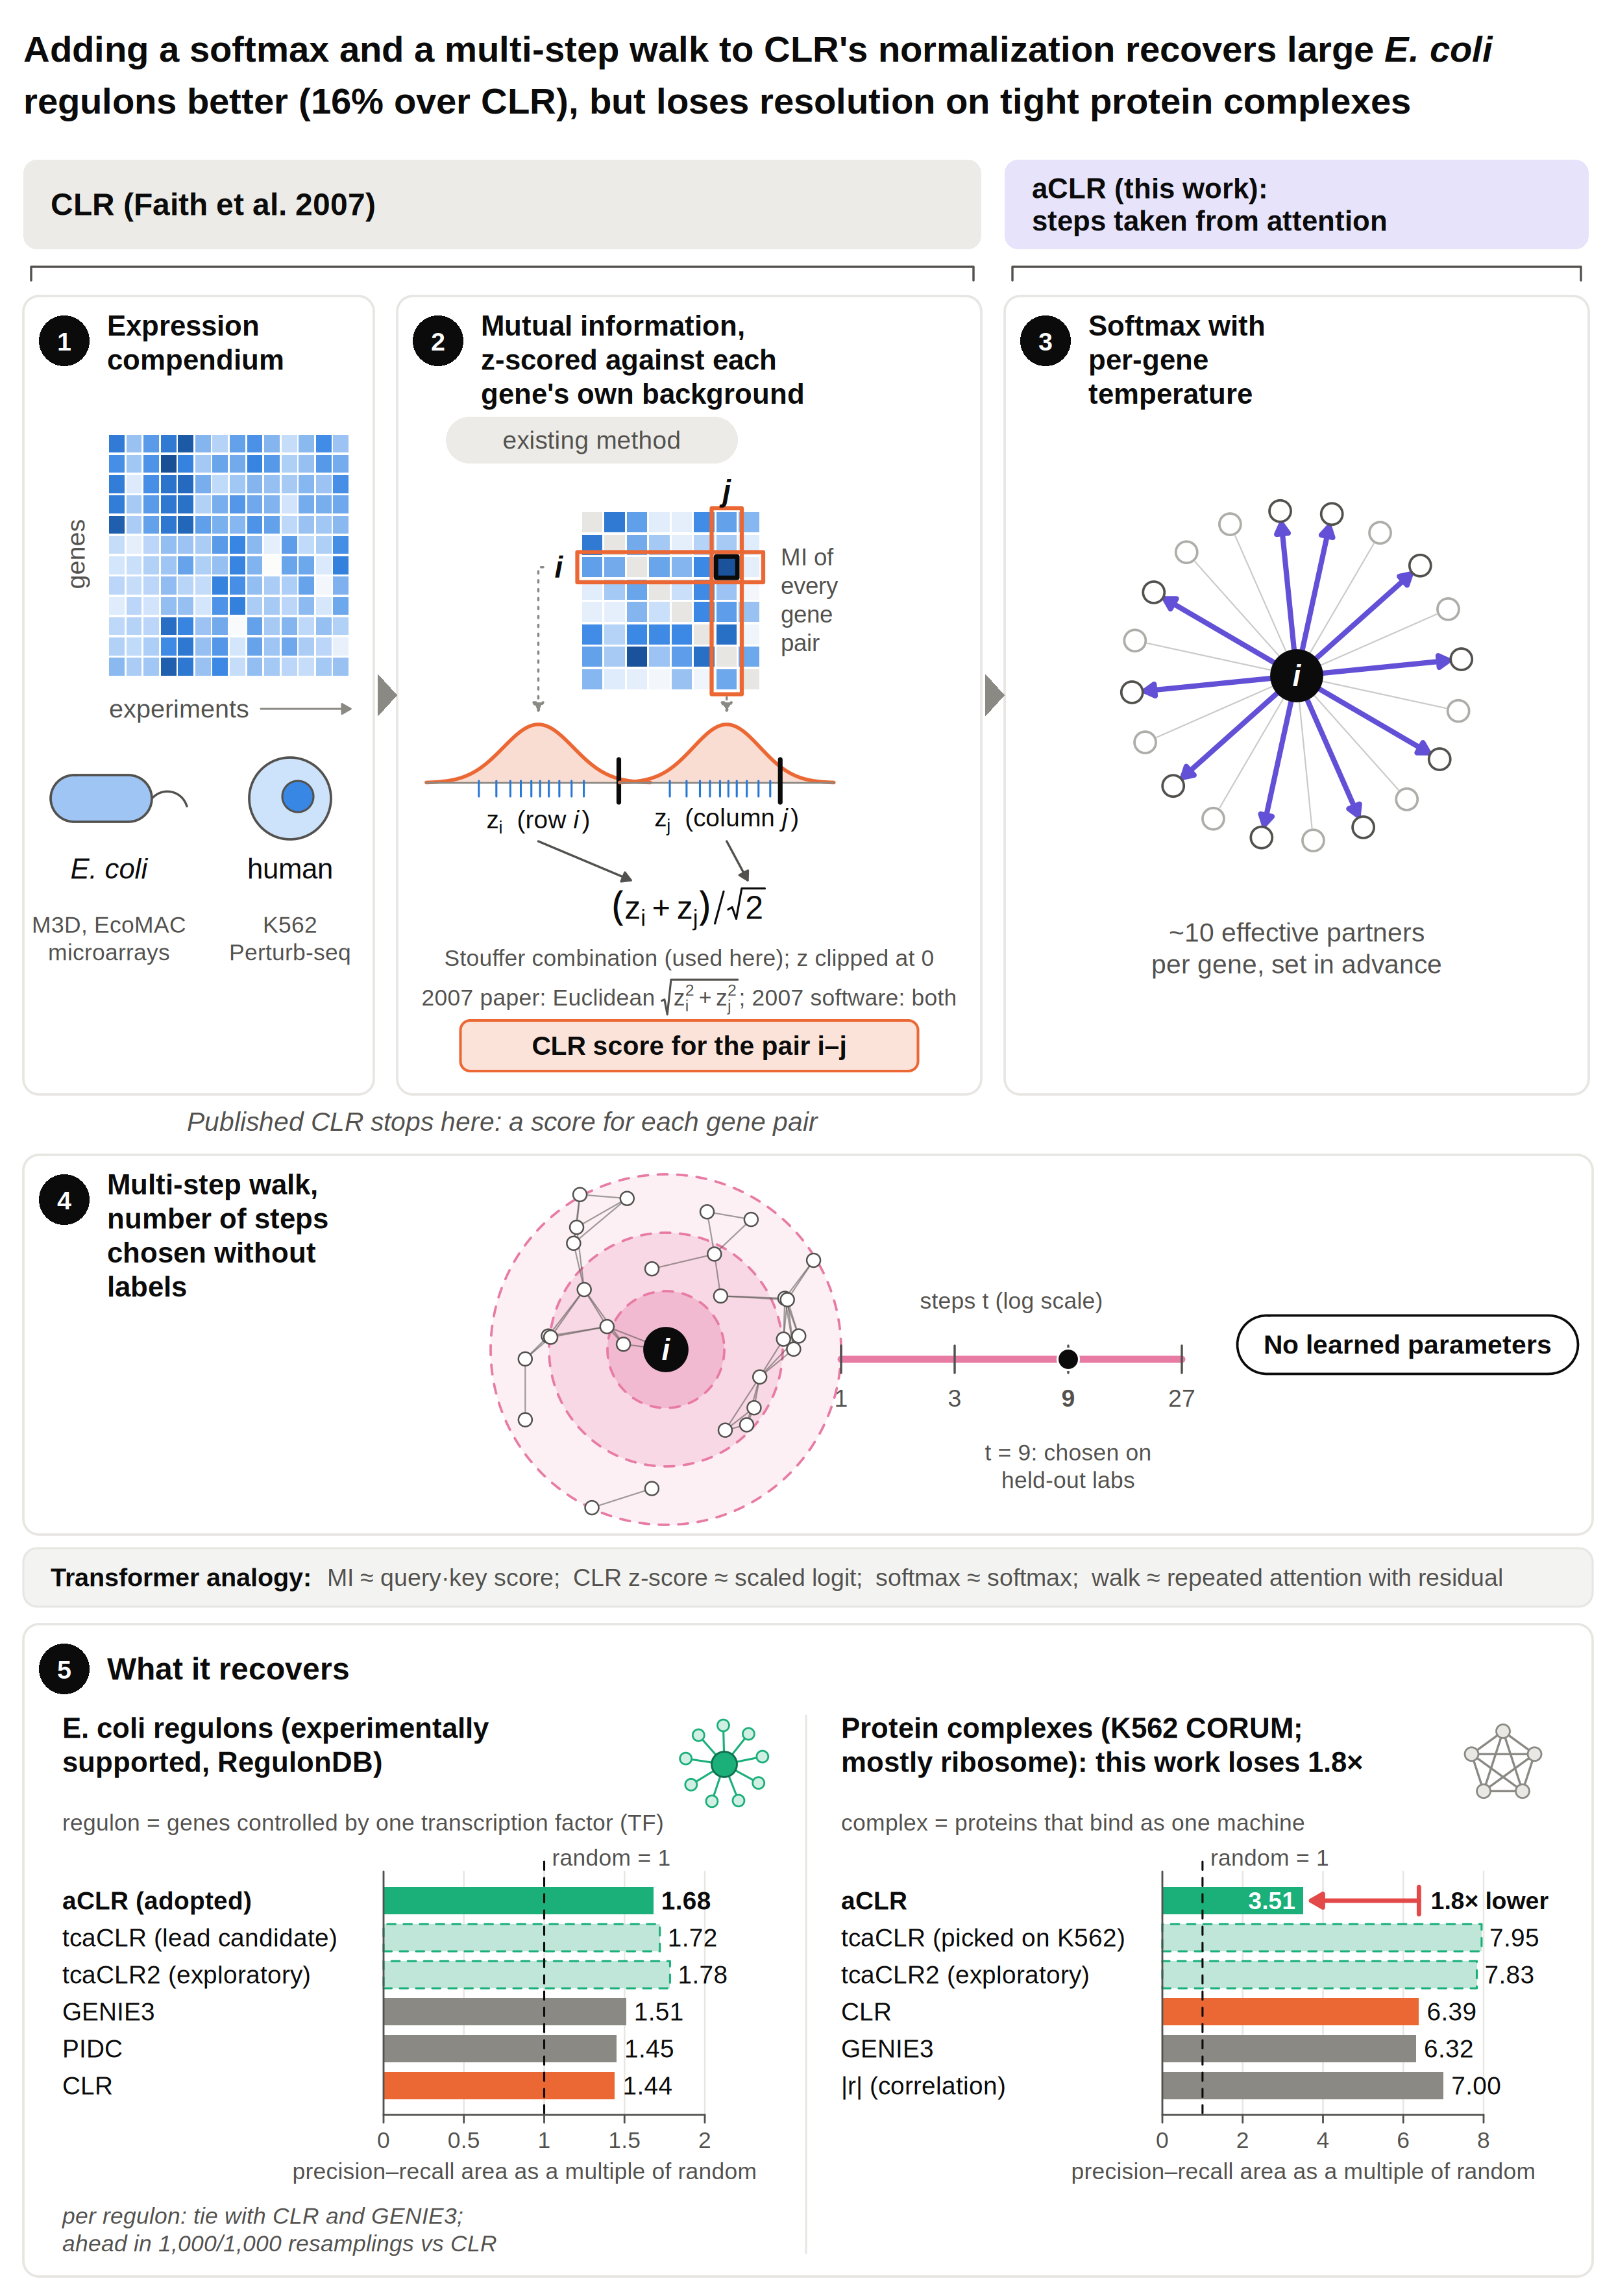 Adding a softmax and a multi-step walk to CLR's normalization recovers large E. coli
regulons better (16% over CLR), but loses resolution on tight protein complexes
CLR (Faith et al. 2007)
aCLR (this work):
steps taken from attention
1
Expression
compendium
genes
experiments
E. coli
human
M3D, EcoMAC
microarrays
K562
Perturb-seq
2
Mutual information,
z-scored against each
gene's own background
existing method
j
i
MI of
every
gene
pair
zi (row i)
zj (column j)
(zi + zj)/√2
Stouffer combination (used here); z clipped at 0
2007 paper: Euclidean √zi² + zj²; 2007 software: both
CLR score for the pair i–j
3
Softmax with
per-gene
temperature
i
~10 effective partners
per gene, set in advance
Published CLR stops here: a score for each gene pair
4
Multi-step walk,
number of steps
chosen without
labels
i
steps t (log scale)
1
3
9
27
t = 9: chosen on
held-out labs
No learned parameters
Transformer analogy: MI ≈ query·key score; CLR z-score ≈ scaled logit; softmax ≈ softmax; walk ≈ repeated attention with residual
5
What it recovers
E. coli regulons (experimentally
supported, RegulonDB)
regulon = genes controlled by one transcription factor (TF)
random = 1
aCLR (adopted)
1.68
tcaCLR (lead candidate)
1.72
tcaCLR2 (exploratory)
1.78
GENIE3
1.51
PIDC
1.45
CLR
1.44
0
0.5
1
1.5
2
precision–recall area as a multiple of random
per regulon: tie with CLR and GENIE3;
ahead in 1,000/1,000 resamplings vs CLR
Protein complexes (K562 CORUM;
mostly ribosome): this work loses 1.8×
complex = proteins that bind as one machine
random = 1
aCLR
3.51
1.8× lower
tcaCLR (picked on K562)
7.95
tcaCLR2 (exploratory)
7.83
CLR
6.39
GENIE3
6.32
|r| (correlation)
7.00
0
2
4
6
8
precision–recall area as a multiple of random